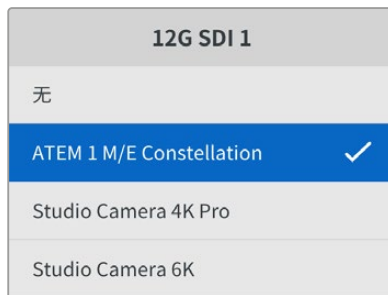 12G SDI 1
无
ATEM 1 M/E Constellation
Studio Camera 4K Pro
Studio Camera 6K